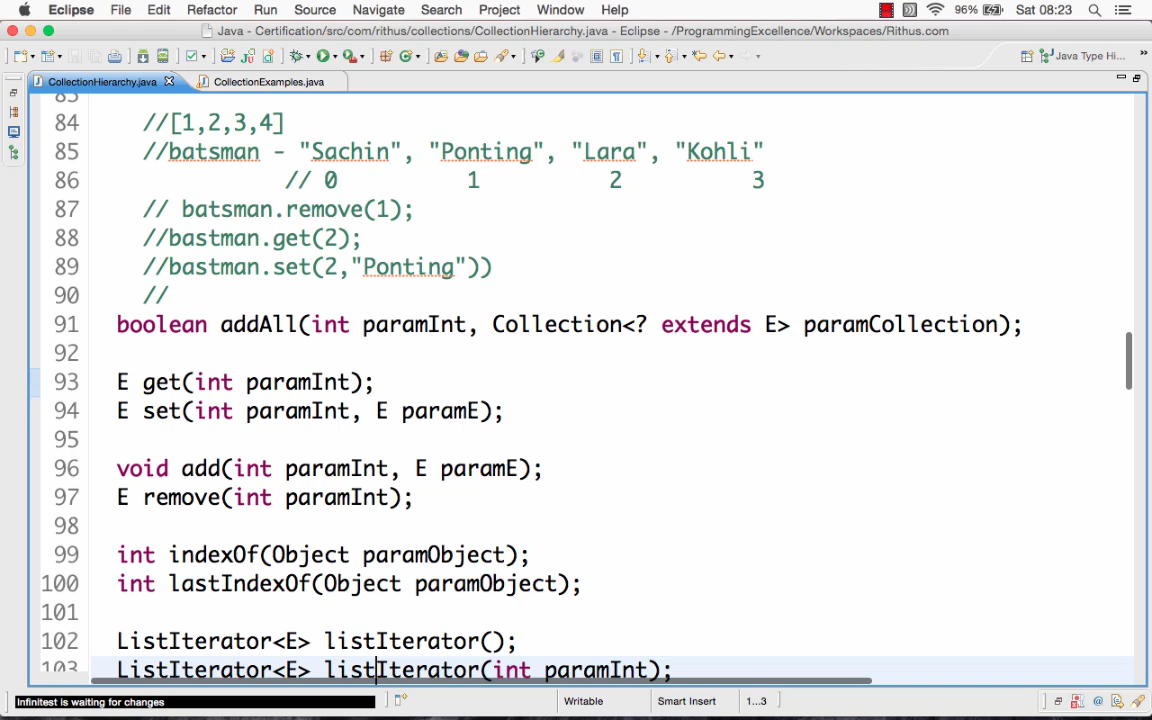 Eclipse File Edit Refactor Run Source Navigate Search Project Window Help 96% Sat 08:23
Java - Certification/src/com/rithus/collections/CollectionHierarchy.java - Eclipse - /ProgrammingExcellence/Workspaces/Rithus.com
Java Type Hi...
CollectionHierarchy.java CollectionExamples.java
83
84 //[1,2,3,4]
85 //batsman - "Sachin", "Ponting", "Lara", "Kohli"
86 // 0 1 2 3
87 // batsman.remove(1);
88 //bastman.get(2);
89 //bastman.set(2,"Ponting"))
90 //
91 boolean addAll(int paramInt, Collection<? extends E> paramCollection);
92
93 E get(int paramInt);
94 E set(int paramInt, E paramE);
95
96 void add(int paramInt, E paramE);
97 E remove(int paramInt);
98
99 int indexOf(Object paramObject);
100 int lastIndexOf(Object paramObject);
101
102 ListIterator<E> listIterator();
103 ListIterator<E> listIterator(int paramInt);
Infinitest is waiting for changes Writable Smart Insert 1...3